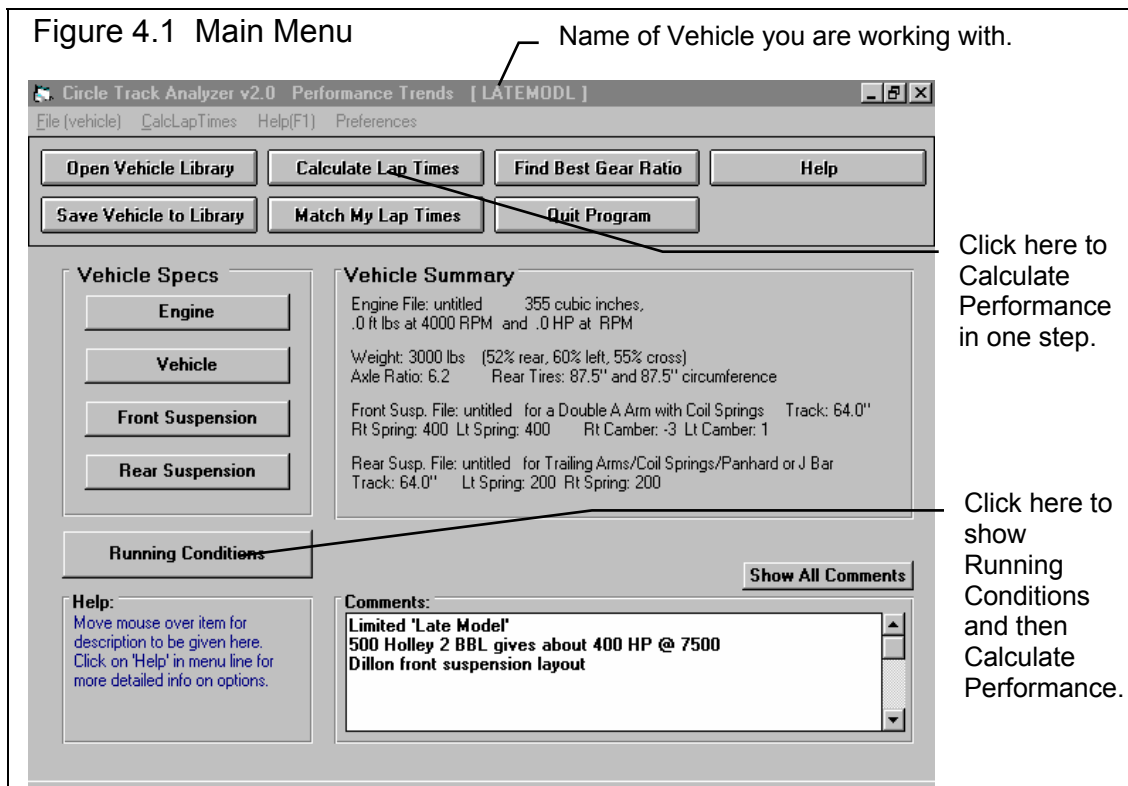 Figure 4.1 Main Menu
Name of Vehicle you are working with.
Circle Track Analyzer v2.0 Performance Trends [ LATEMODL ]
File (vehicle) CalcLapTimes Help(F1) Preferences
Open Vehicle Library Calculate Lap Times Find Best Gear Ratio Help
Save Vehicle to Library Match My Lap Times Quit Program
Click here to
Calculate
Performance
in one step.
Vehicle Specs
Engine
Vehicle
Front Suspension
Rear Suspension
Vehicle Summary
Engine File: untitled 355 cubic inches,
.0 ft lbs at 4000 RPM and .0 HP at RPM
Weight: 3000 lbs (52% rear, 60% left, 55% cross)
Axle Ratio: 6.2 Rear Tires: 87.5'' and 87.5'' circumference
Front Susp. File: untitled for a Double A Arm with Coil Springs Track: 64.0''
Rt Spring: 400 Lt Spring: 400 Rt Camber: -3 Lt Camber: 1
Rear Susp. File: untitled for Trailing Arms/Coil Springs/Panhard or J Bar
Track: 64.0'' Lt Spring: 200 Rt Spring: 200
Click here to
show
Running
Conditions
and then
Calculate
Performance.
Running Conditions
Show All Comments
Help:
Move mouse over item for
description to be given here.
Click on 'Help' in menu line for
more detailed info on options.
Comments:
Limited 'Late Model'
500 Holley 2 BBL gives about 400 HP @ 7500
Dillon front suspension layout